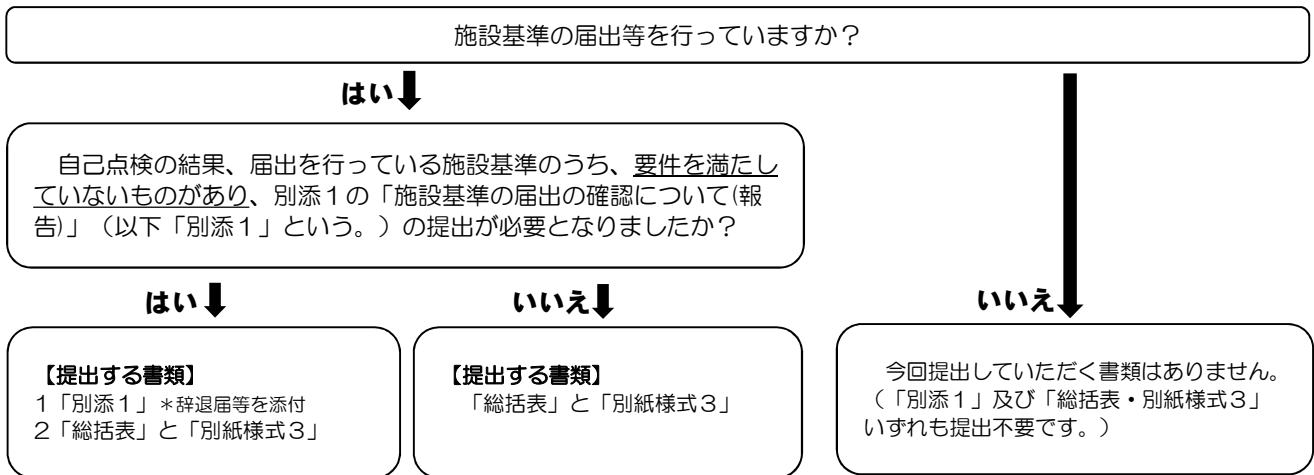 施設基準の届出等を行っていますか？
はい
自己点検の結果、届出を行っている施設基準のうち、要件を満たし
ていないものがあり、別添１の「施設基準の届出の確認について(報
告)」（以下「別添１」という。）の提出が必要となりましたか？
はい
いいえ
いいえ
【提出する書類】
１「別添１」＊辞退届等を添付
２「総括表」と「別紙様式３」
【提出する書類】
「総括表」と「別紙様式３」
今回提出していただく書類はありません。
（「別添１」及び「総括表・別紙様式３」
いずれも提出不要です。）